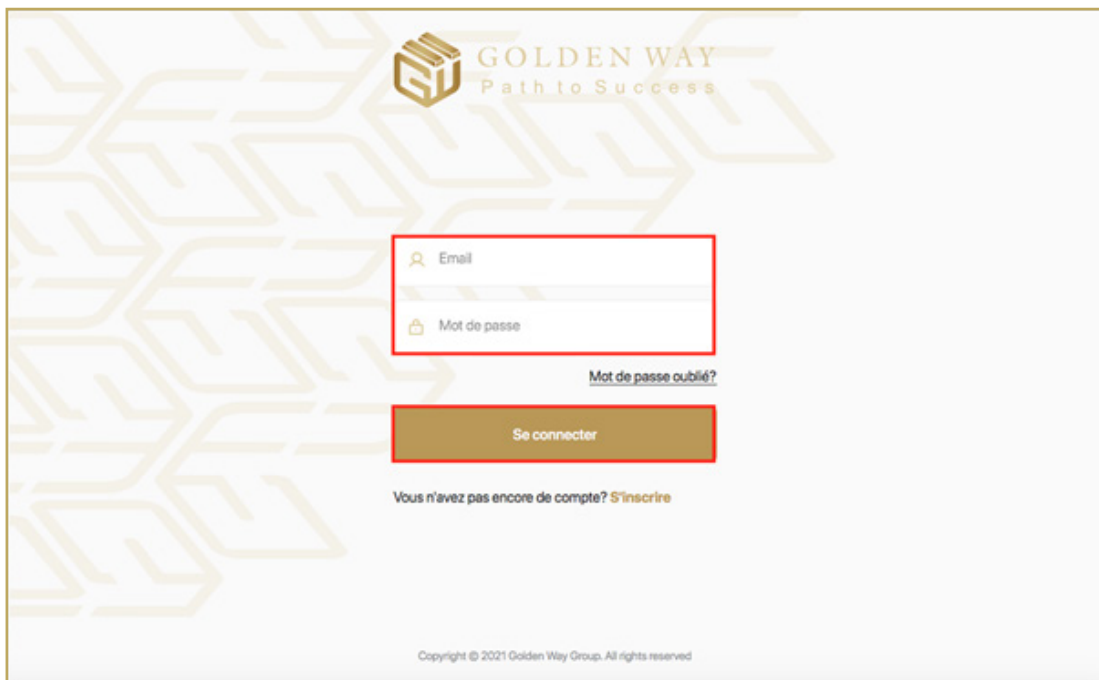 GOLDEN WAY
Path to Success
Email
Mot de passe
Mot de passe oublié?
Se connecter
Vous n'avez pas encore de compte? S'inscrire
Copyright © 2021 Golden Way Group. All rights reserved